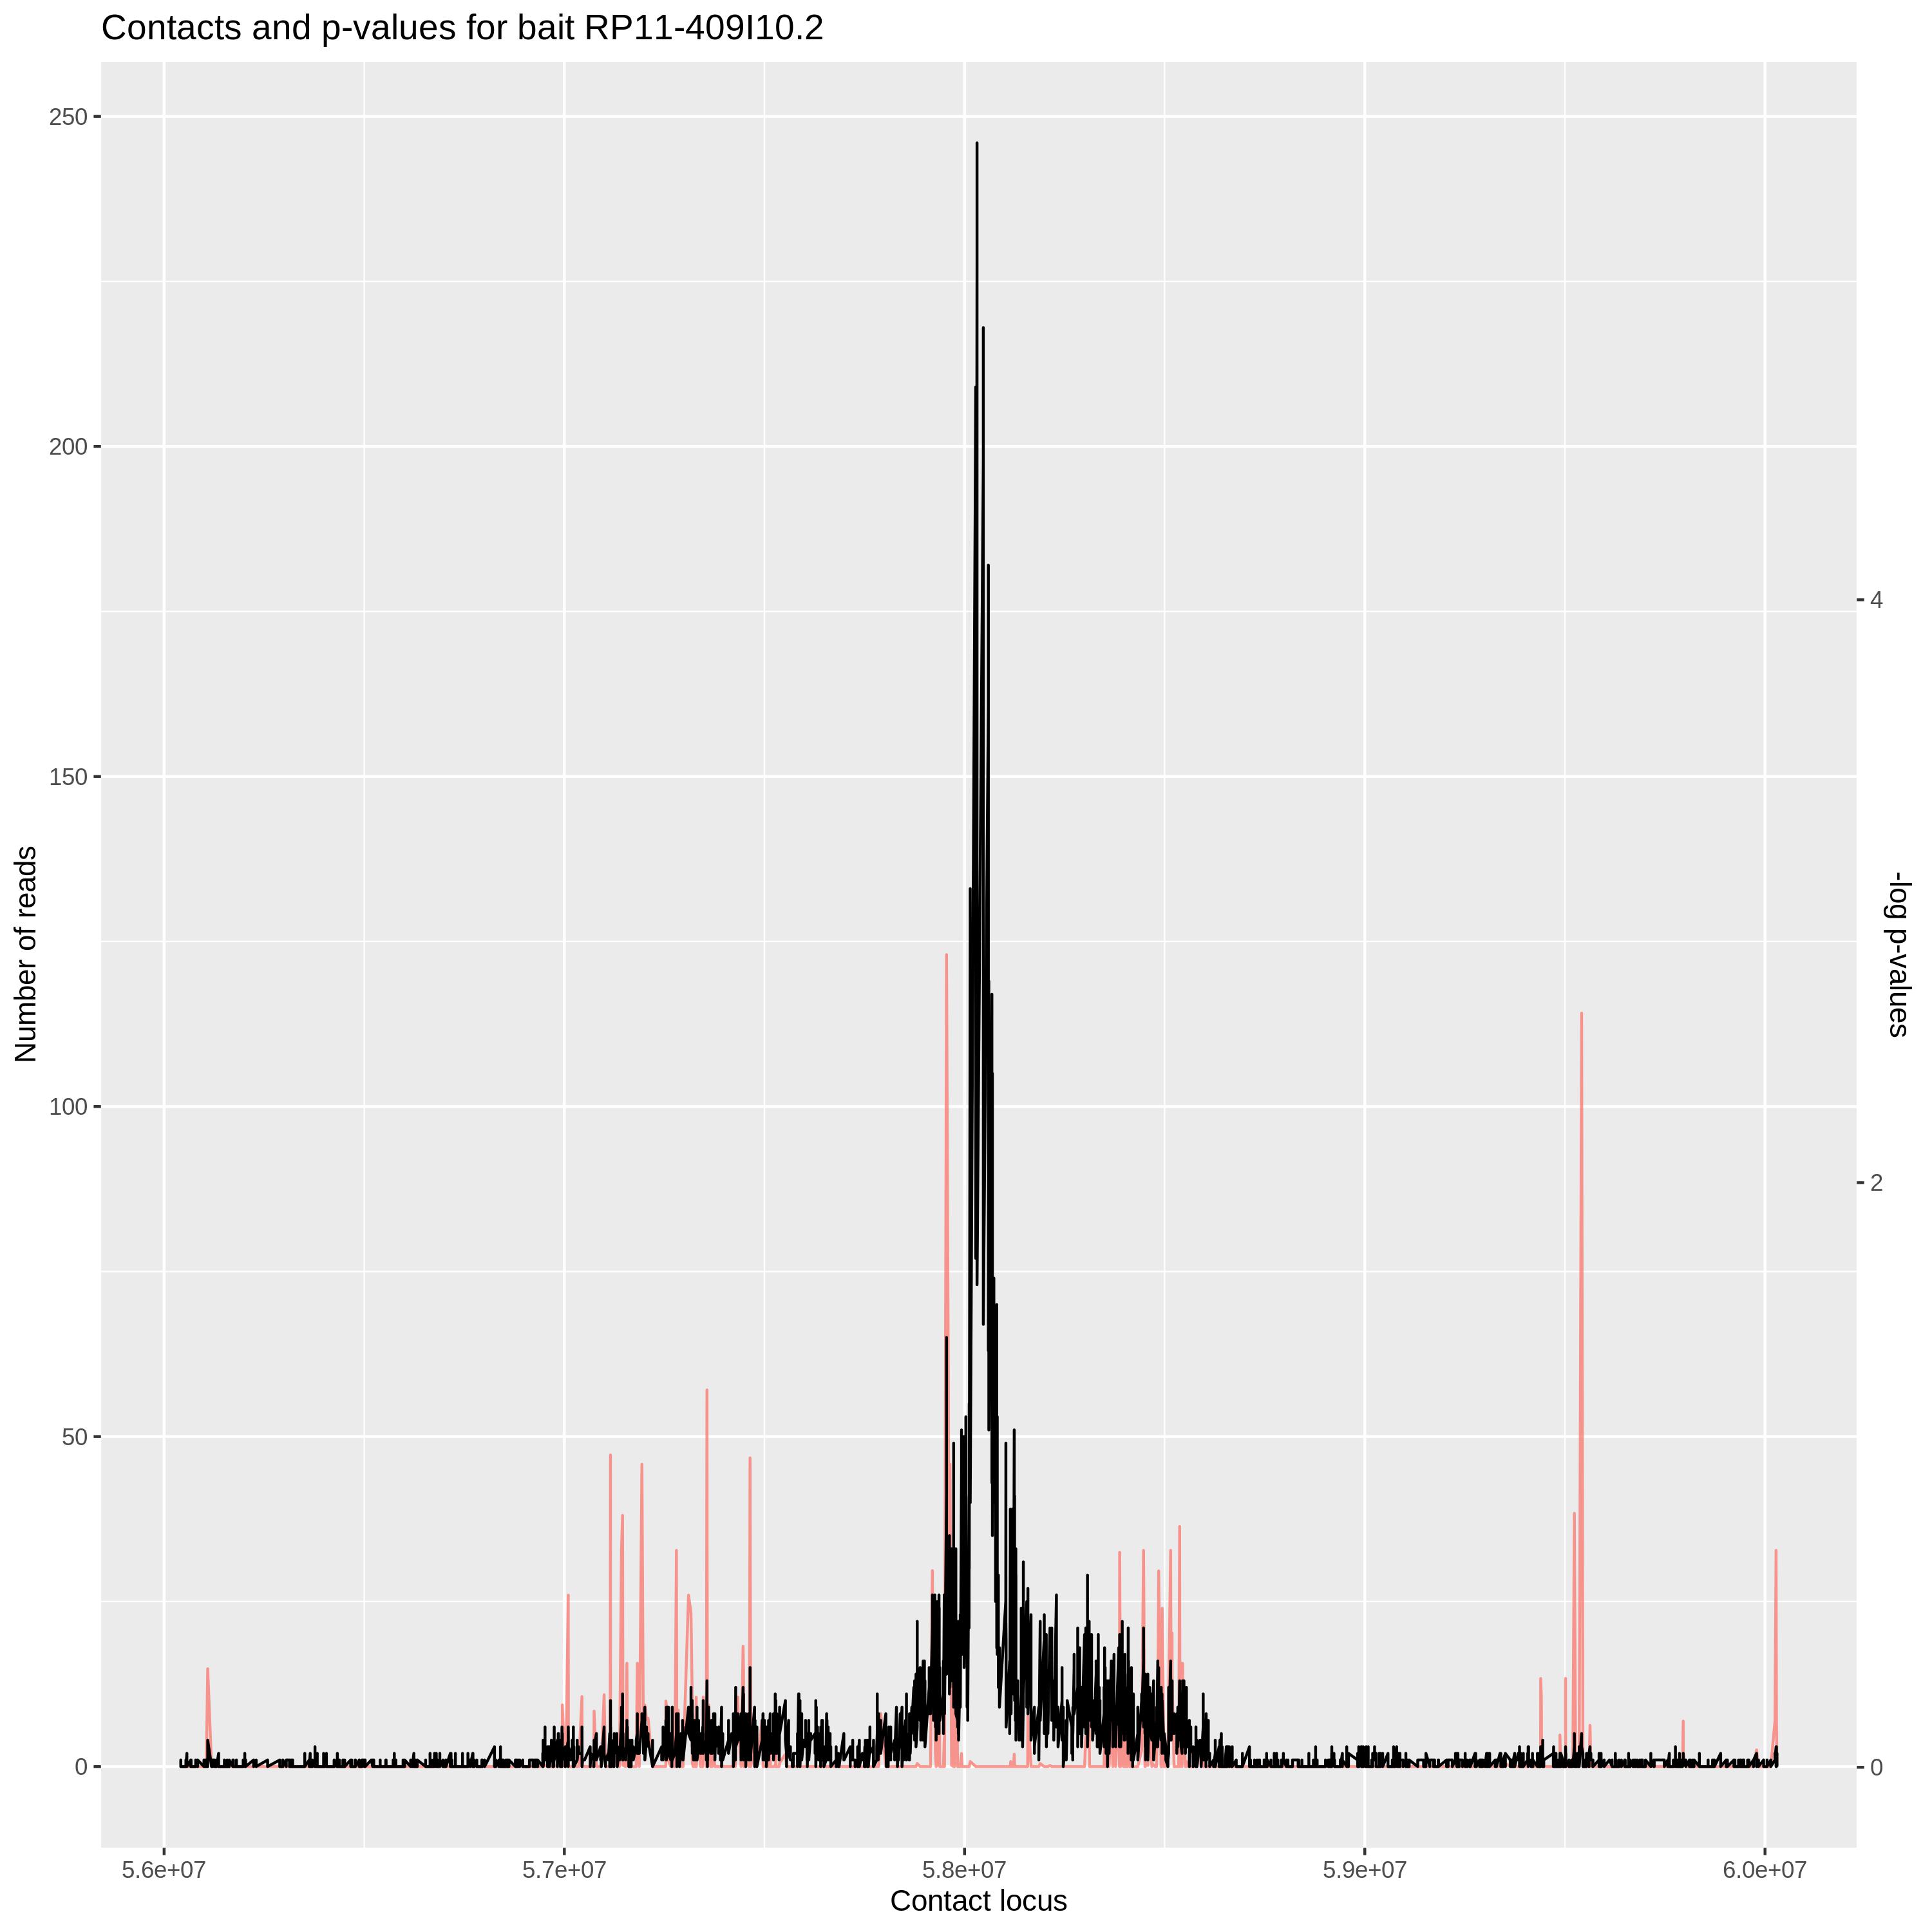 Contacts and p-values for bait RP11-409I10.2
250
200
150
100
50
0
Number of reads
4
2
0
-log p-values
5.6e+07 5.7e+07 5.8e+07 5.9e+07 6.0e+07
Contact locus